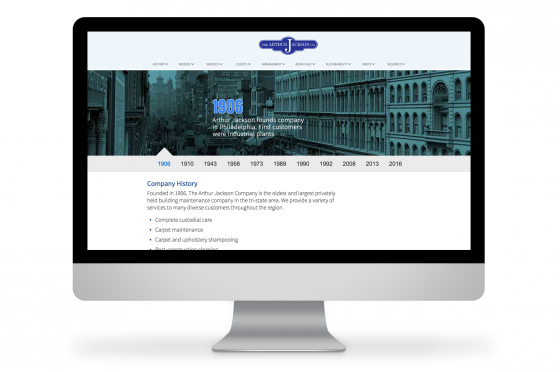 THE ARTHUR JACKSON CO.
HISTORY MISSION SERVICES CLIENTS MANAGEMENT ADVANTAGE SUSTAINABILITY NEWS INQUIRIES
1906
Arthur Jackson founds company
in Philadelphia. First customers
were industrial plants
1906 1910 1943 1958 1973 1989 1990 1992 2008 2013 2016
Company History
Founded in 1906, The Arthur Jackson Company is the oldest and largest privately
held building maintenance company in the tri-state area. We provide a variety of
services to many diverse customers throughout the region.
• Complete custodial care
• Carpet maintenance
• Carpet and upholstery shampooing
• Post-construction cleaning